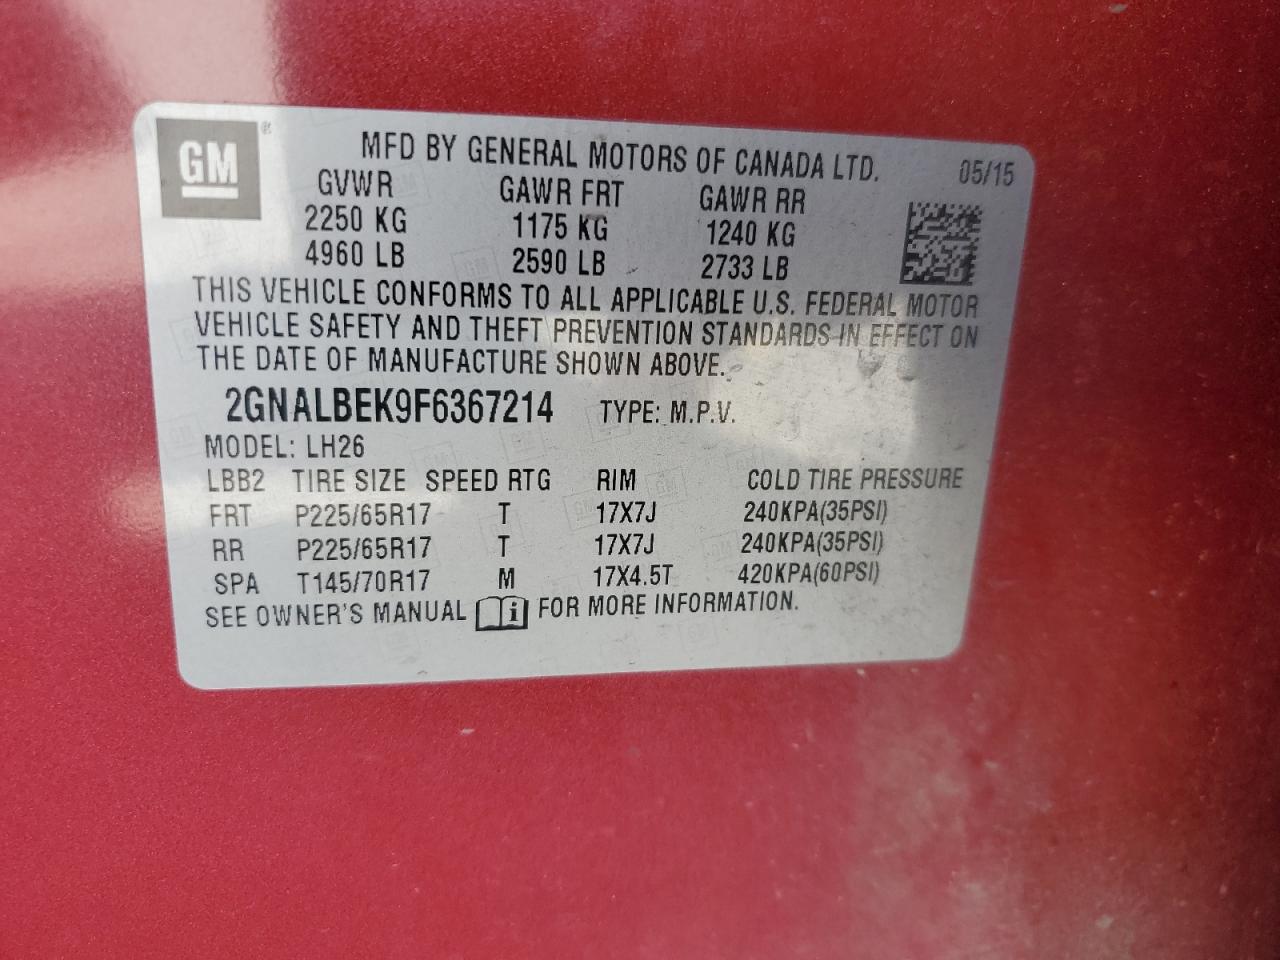 GM ®
MFD BY GENERAL MOTORS OF CANADA LTD. 05/15
GVWR GAWR FRT GAWR RR
2250 KG 1175 KG 1240 KG
4960 LB 2590 LB 2733 LB
THIS VEHICLE CONFORMS TO ALL APPLICABLE U.S. FEDERAL MOTOR
VEHICLE SAFETY AND THEFT PREVENTION STANDARDS IN EFFECT ON
THE DATE OF MANUFACTURE SHOWN ABOVE.
2GNALBEK9F6367214 TYPE: M.P.V.
MODEL: LH26
LBB2 TIRE SIZE SPEED RTG RIM COLD TIRE PRESSURE
FRT P225/65R17 T 17X7J 240KPA(35PSI)
RR P225/65R17 T 17X7J 240KPA(35PSI)
SPA T145/70R17 M 17X4.5T 420KPA(60PSI)
SEE OWNER'S MANUAL i FOR MORE INFORMATION.